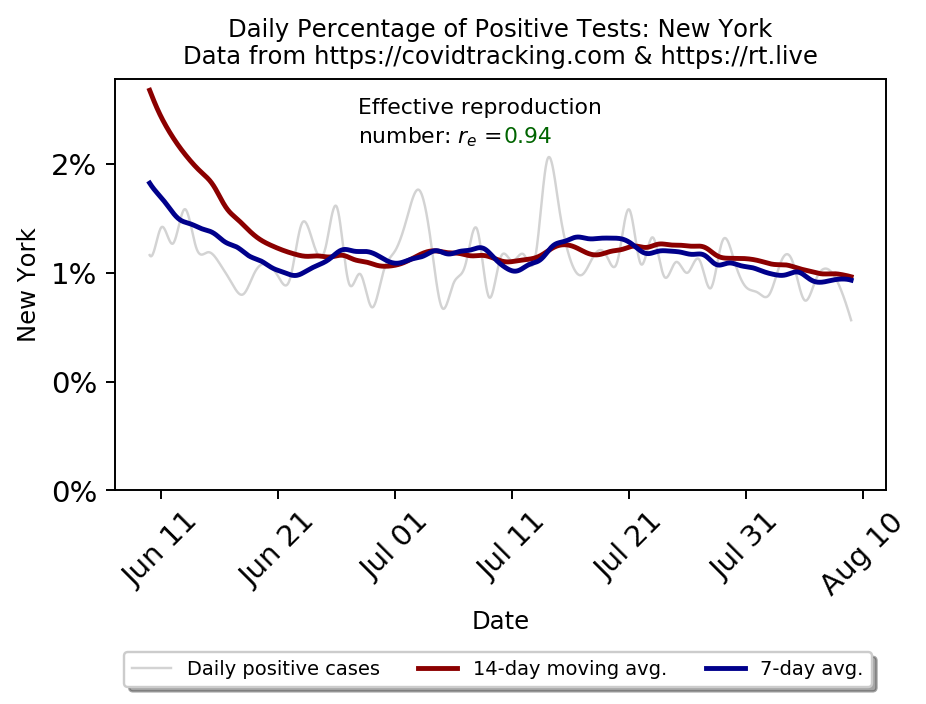 Daily Percentage of Positive Tests: New York
Data from https://covidtracking.com & https://rt.live
Effective reproduction
number: rₑ =0.94
2%
1%
0%
0%
New York
Jun 11
Jun 21
Jul 01
Jul 11
Jul 21
Jul 31
Aug 10
Date
Daily positive cases
14-day moving avg.
7-day avg.